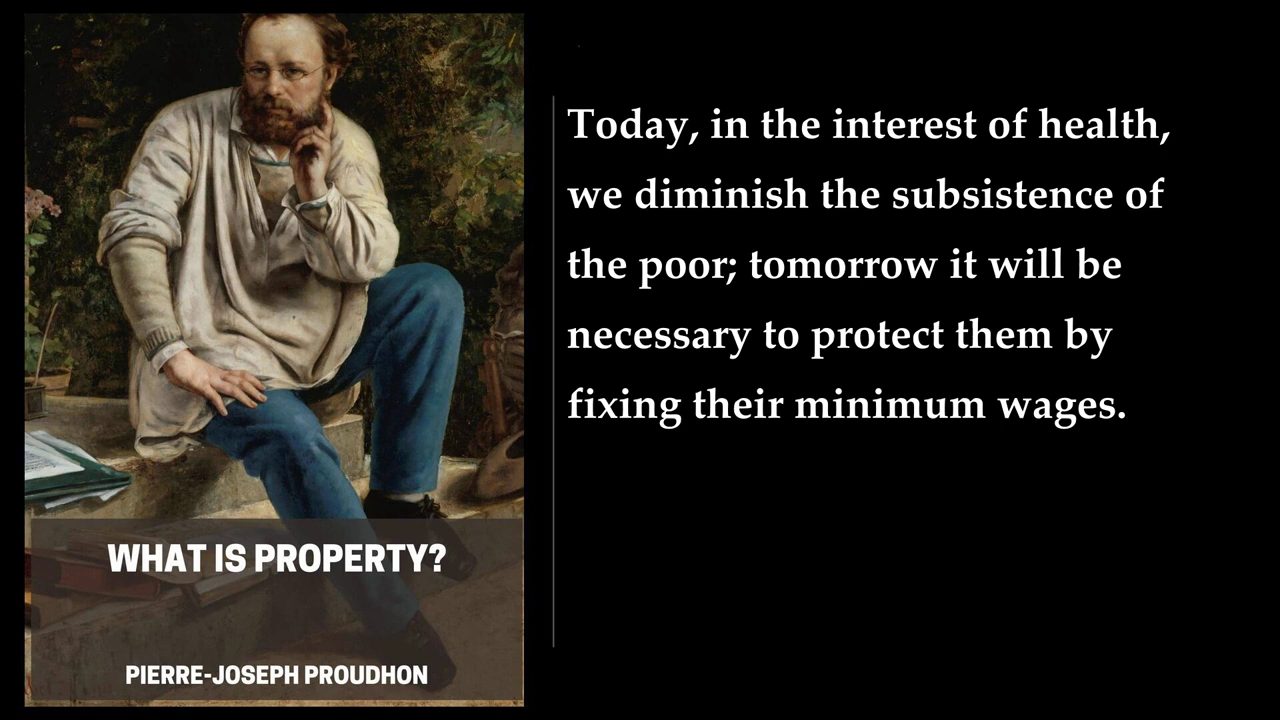 WHAT IS PROPERTY?
PIERRE-JOSEPH PROUDHON
Today, in the interest of health,
we diminish the subsistence of
the poor; tomorrow it will be
necessary to protect them by
fixing their minimum wages.